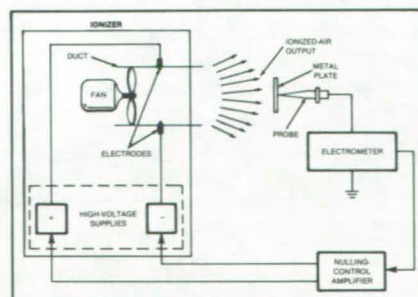 IONIZER
DUCT
FAN
ELECTRODES
IONIZED-AIR
OUTPUT
METAL
PLATE
PROBE
ELECTROMETER
+
HIGH-VOLTAGE
SUPPLIES
−
NULLING-
CONTROL
AMPLIFIER